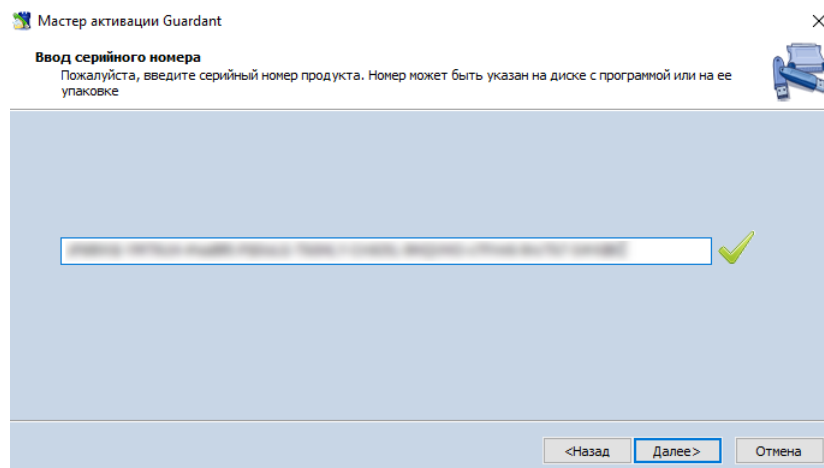 Мастер активации Guardant
Ввод серийного номера
Пожалуйста, введите серийный номер продукта. Номер может быть указан на диске с программой или на ее
упаковке
<Назад
Далее>
Отмена